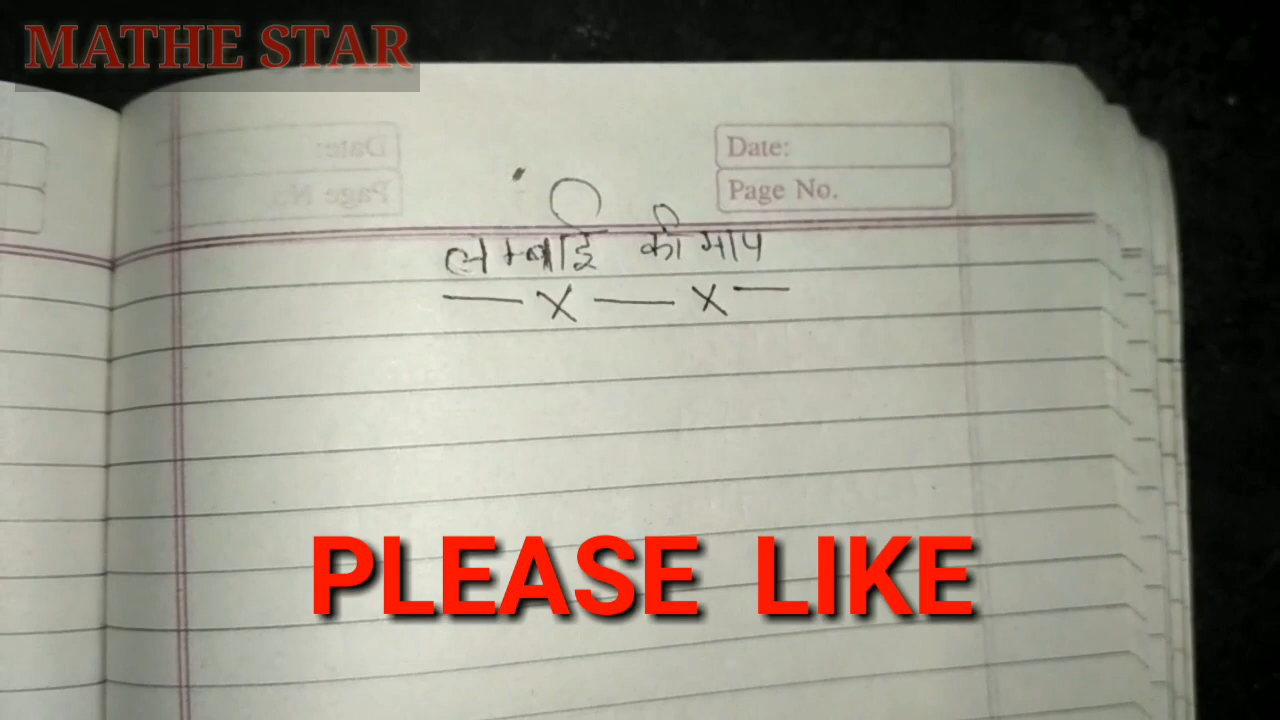 MATHE STAR
Date:
Page No.
लम्बाई की माप
— x — x —
PLEASE LIKE